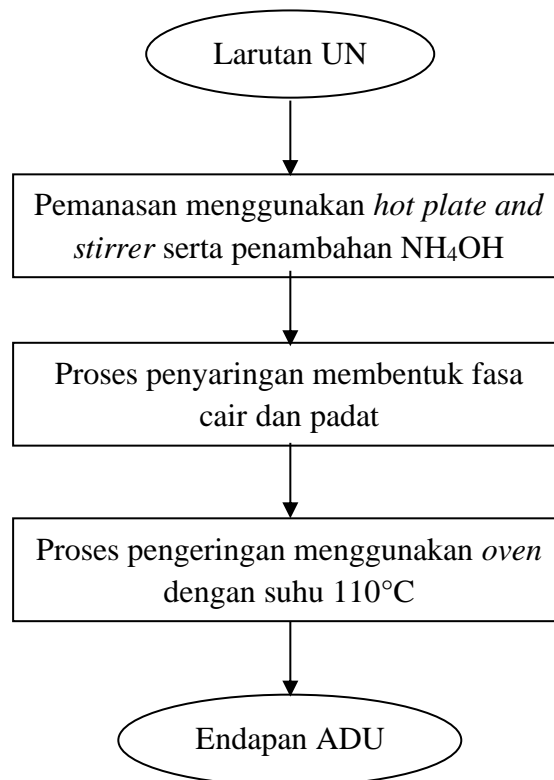 Larutan UN
Pemanasan menggunakan hot plate and
stirrer serta penambahan NH₄OH
Proses penyaringan membentuk fasa
cair dan padat
Proses pengeringan menggunakan oven
dengan suhu 110°C
Endapan ADU